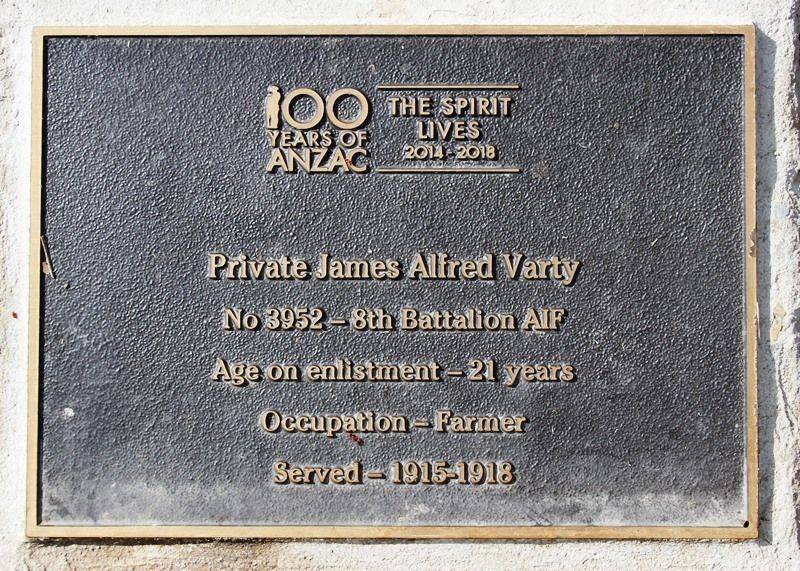 100
YEARS OF
ANZAC
THE SPIRIT
LIVES
2014 - 2018
Private James Alfred Varty
No 3952 – 8th Battalion AIF
Age on enlistment – 21 years
Occupation – Farmer
Served – 1915-1918